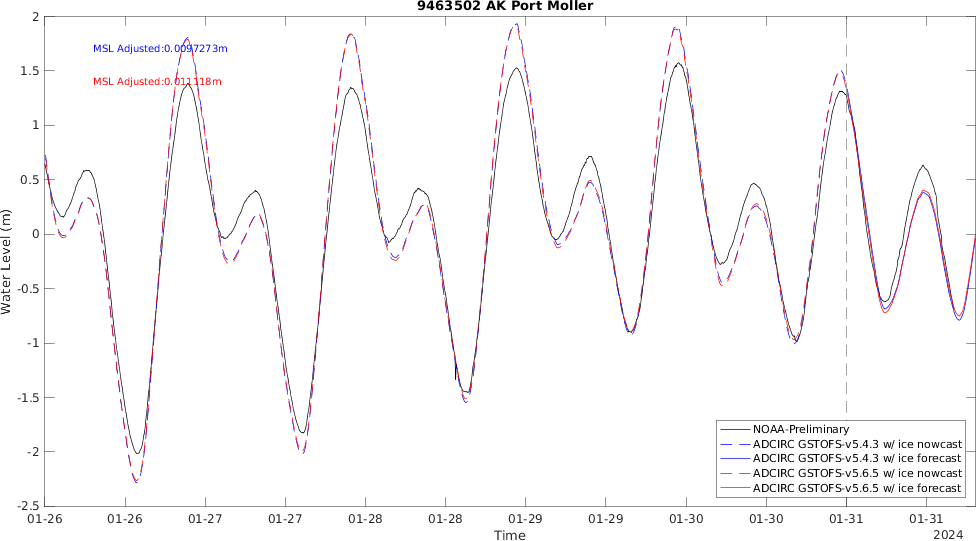 9463502 AK Port Moller
MSL Adjusted:0.0097273m
MSL Adjusted:0.011118m
Water Level (m)
2
1.5
1
0.5
0
-0.5
-1
-1.5
-2
-2.5
NOAA-Preliminary
ADCIRC GSTOFS-v5.4.3 w/ ice nowcast
ADCIRC GSTOFS-v5.4.3 w/ ice forecast
ADCIRC GSTOFS-v5.6.5 w/ ice nowcast
ADCIRC GSTOFS-v5.6.5 w/ ice forecast
01-26 01-26 01-27 01-27 01-28 01-28 01-29 01-29 01-30 01-30 01-31 01-31
Time
2024